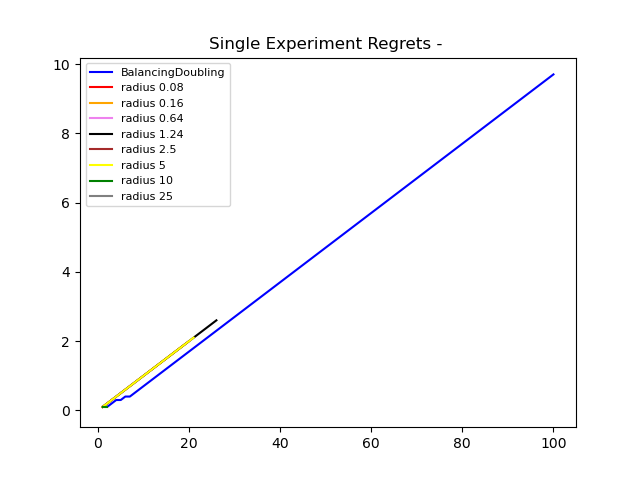 Single Experiment Regrets -
10
8
6
4
2
0
BalancingDoubling
radius 0.08
radius 0.16
radius 0.64
radius 1.24
radius 2.5
radius 5
radius 10
radius 25
0 20 40 60 80 100